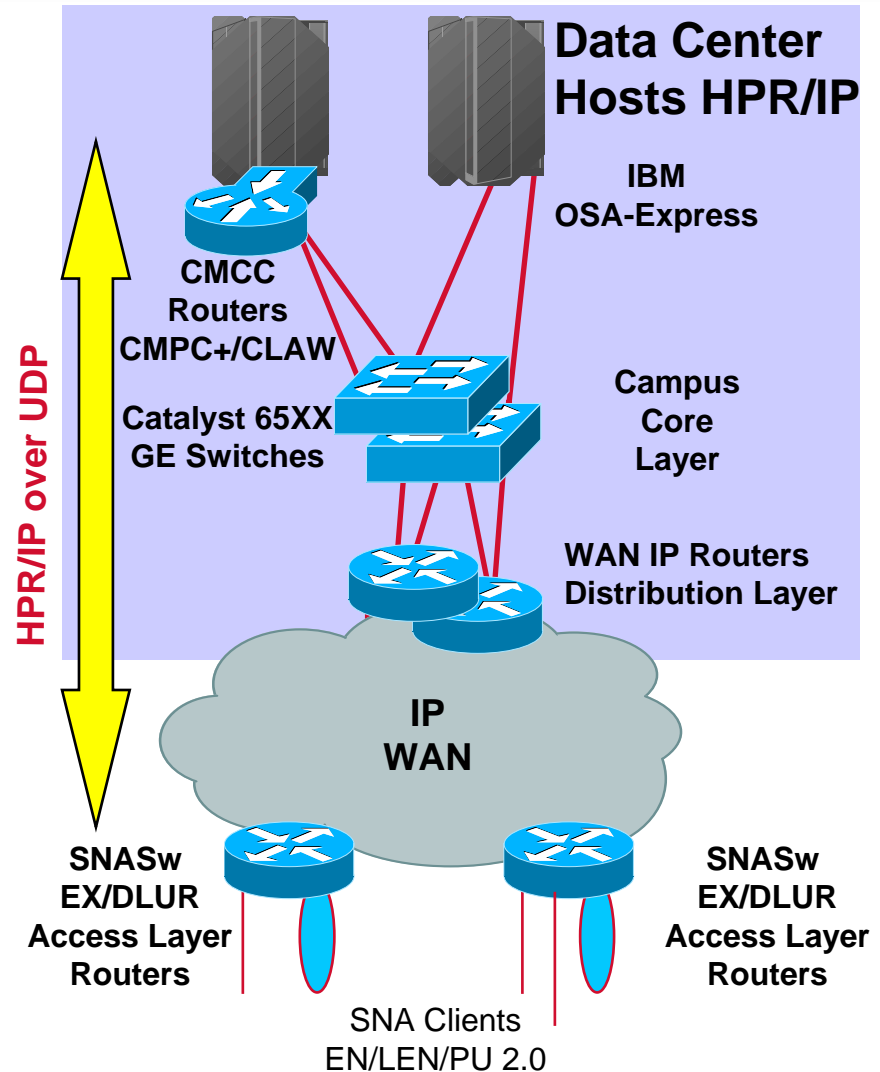 Data Center
Hosts HPR/IP
IBM
OSA-Express
CMCC
Routers
CMPC+/CLAW
HPR/IP over UDP
Catalyst 65XX
GE Switches
Campus
Core
Layer
WAN IP Routers
Distribution Layer
IP
WAN
SNASw
EX/DLUR
Access Layer
Routers
SNASw
EX/DLUR
Access Layer
Routers
SNA Clients
EN/LEN/PU 2.0